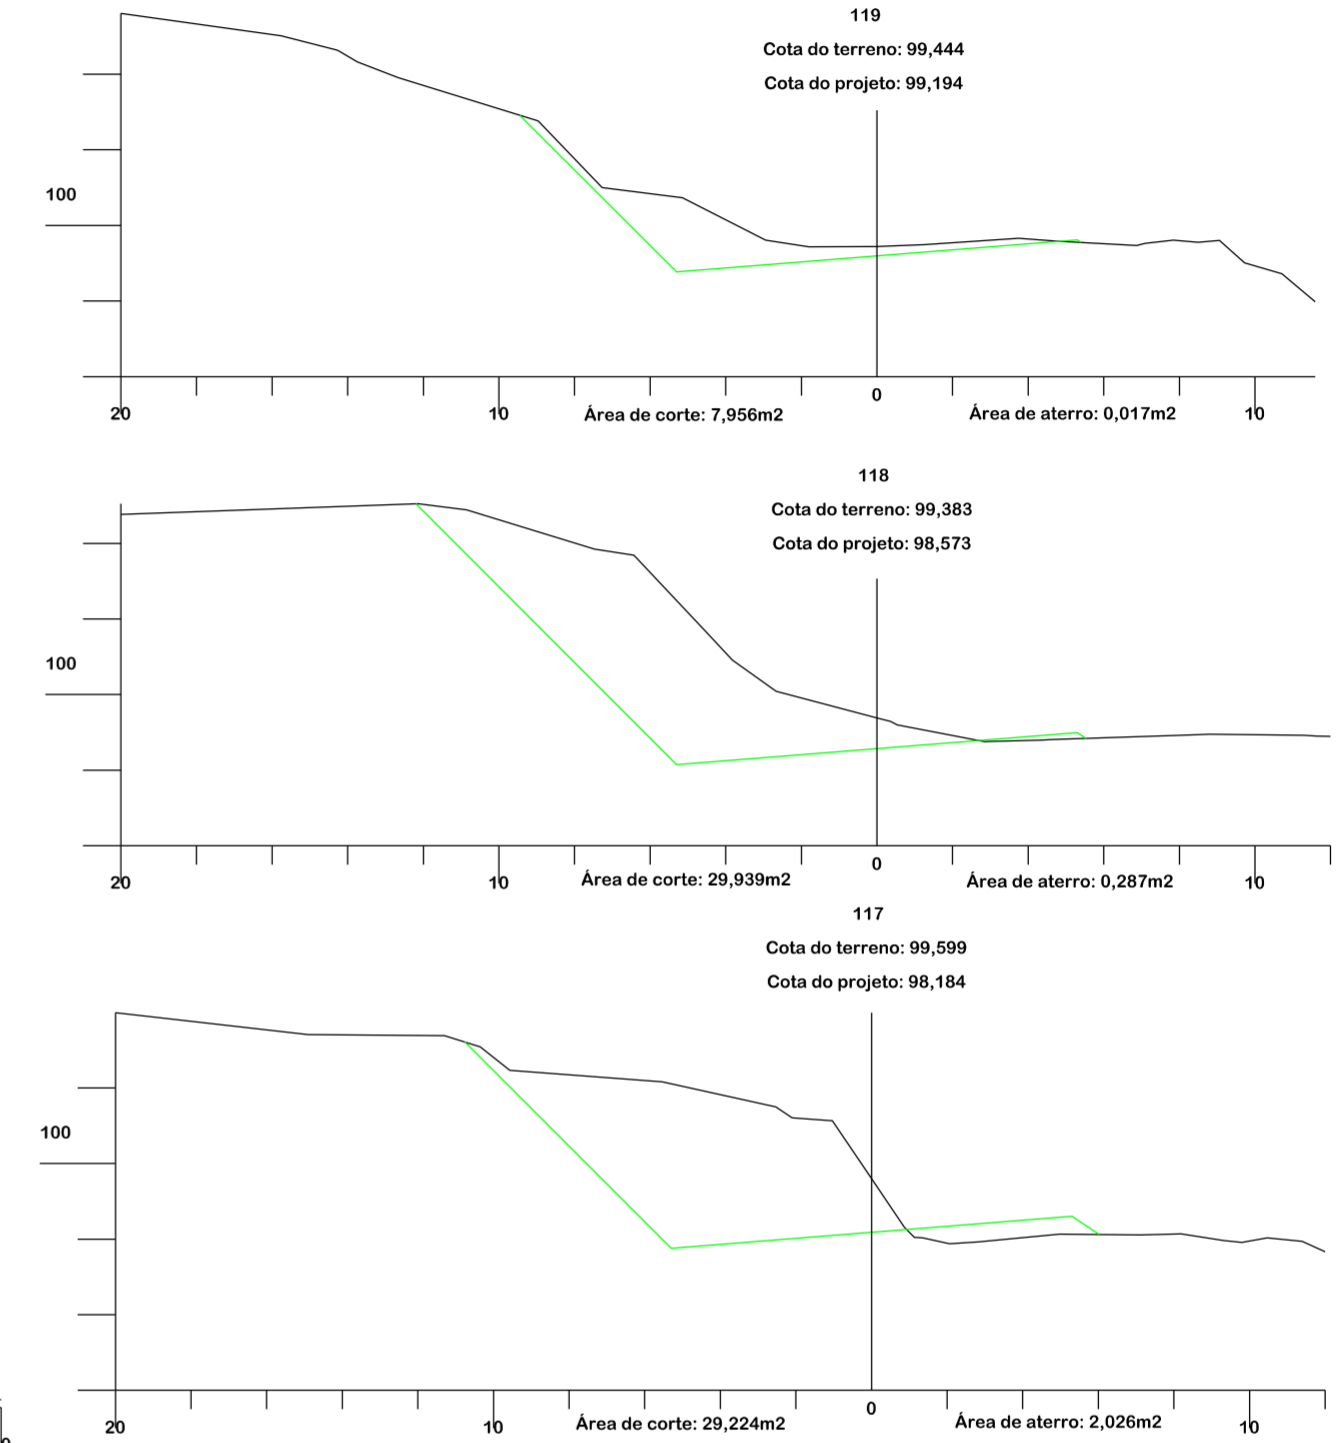 119
Cota do terreno: 99,444
Cota do projeto: 99,194
100
0
20
10
Área de corte: 7,956m2
Área de aterro: 0,017m2
10
118
Cota do terreno: 99,383
Cota do projeto: 98,573
100
0
20
10
Área de corte: 29,939m2
Área de aterro: 0,287m2
10
117
Cota do terreno: 99,599
Cota do projeto: 98,184
100
0
20
10
Área de corte: 29,224m2
Área de aterro: 2,026m2
10